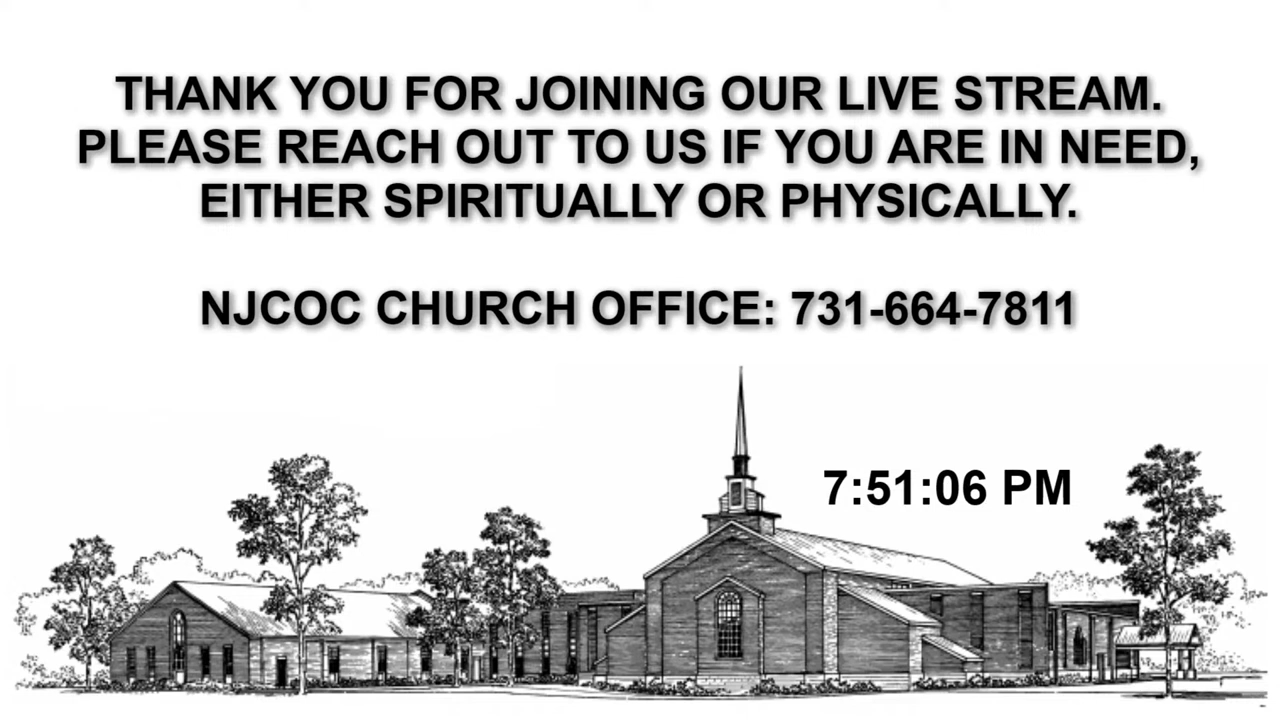 THANK YOU FOR JOINING OUR LIVE STREAM.
PLEASE REACH OUT TO US IF YOU ARE IN NEED,
EITHER SPIRITUALLY OR PHYSICALLY.
NJCOC CHURCH OFFICE: 731-664-7811
7:51:06 PM